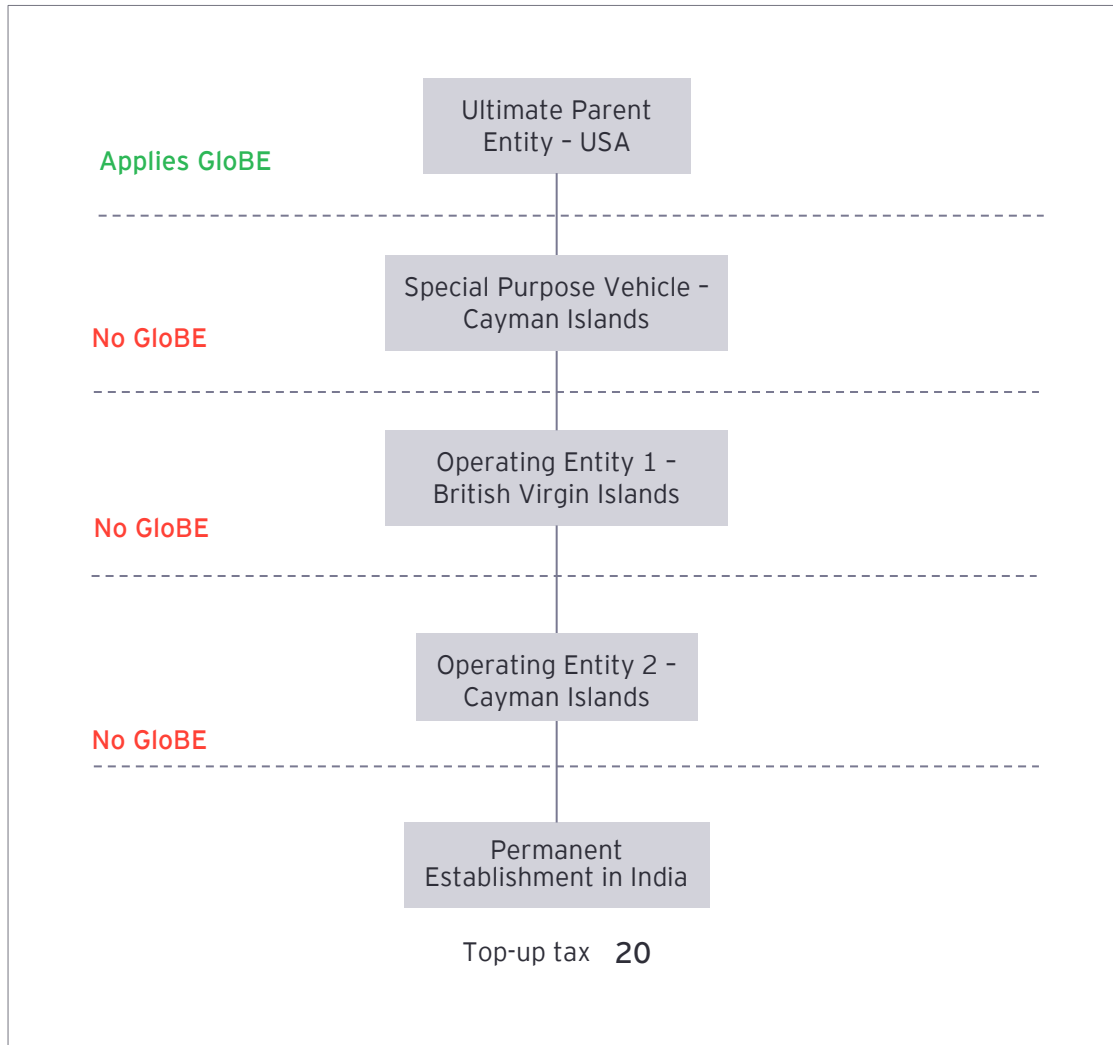 Ultimate Parent
Entity – USA
Applies GloBE
Special Purpose Vehicle –
Cayman Islands
No GloBE
Operating Entity 1 –
British Virgin Islands
No GloBE
Operating Entity 2 –
Cayman Islands
No GloBE
Permanent
Establishment in India
Top-up tax 20